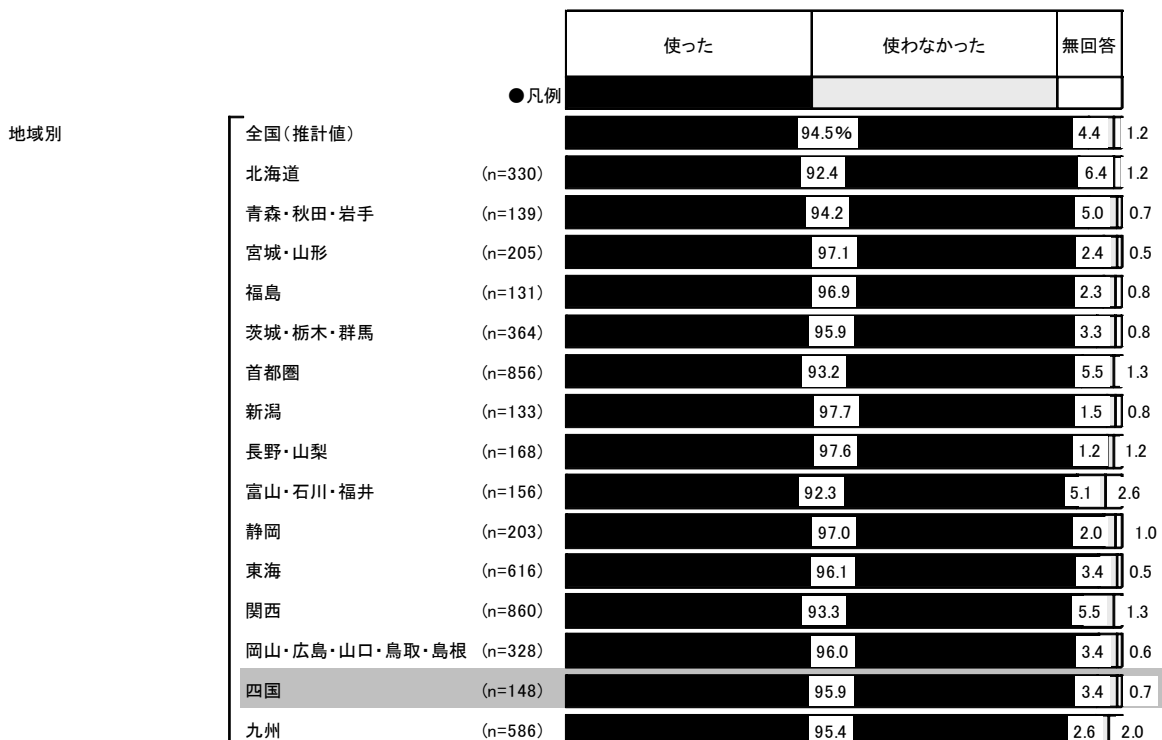 使った 使わなかった 無回答
●凡例
地域別 全国(推計値) 94.5% 4.4 1.2
北海道 (n=330) 92.4 6.4 1.2
青森・秋田・岩手 (n=139) 94.2 5.0 0.7
宮城・山形 (n=205) 97.1 2.4 0.5
福島 (n=131) 96.9 2.3 0.8
茨城・栃木・群馬 (n=364) 95.9 3.3 0.8
首都圏 (n=856) 93.2 5.5 1.3
新潟 (n=133) 97.7 1.5 0.8
長野・山梨 (n=168) 97.6 1.2 1.2
富山・石川・福井 (n=156) 92.3 5.1 2.6
静岡 (n=203) 97.0 2.0 1.0
東海 (n=616) 96.1 3.4 0.5
関西 (n=860) 93.3 5.5 1.3
岡山・広島・山口・鳥取・島根 (n=328) 96.0 3.4 0.6
四国 (n=148) 95.9 3.4 0.7
九州 (n=586) 95.4 2.6 2.0